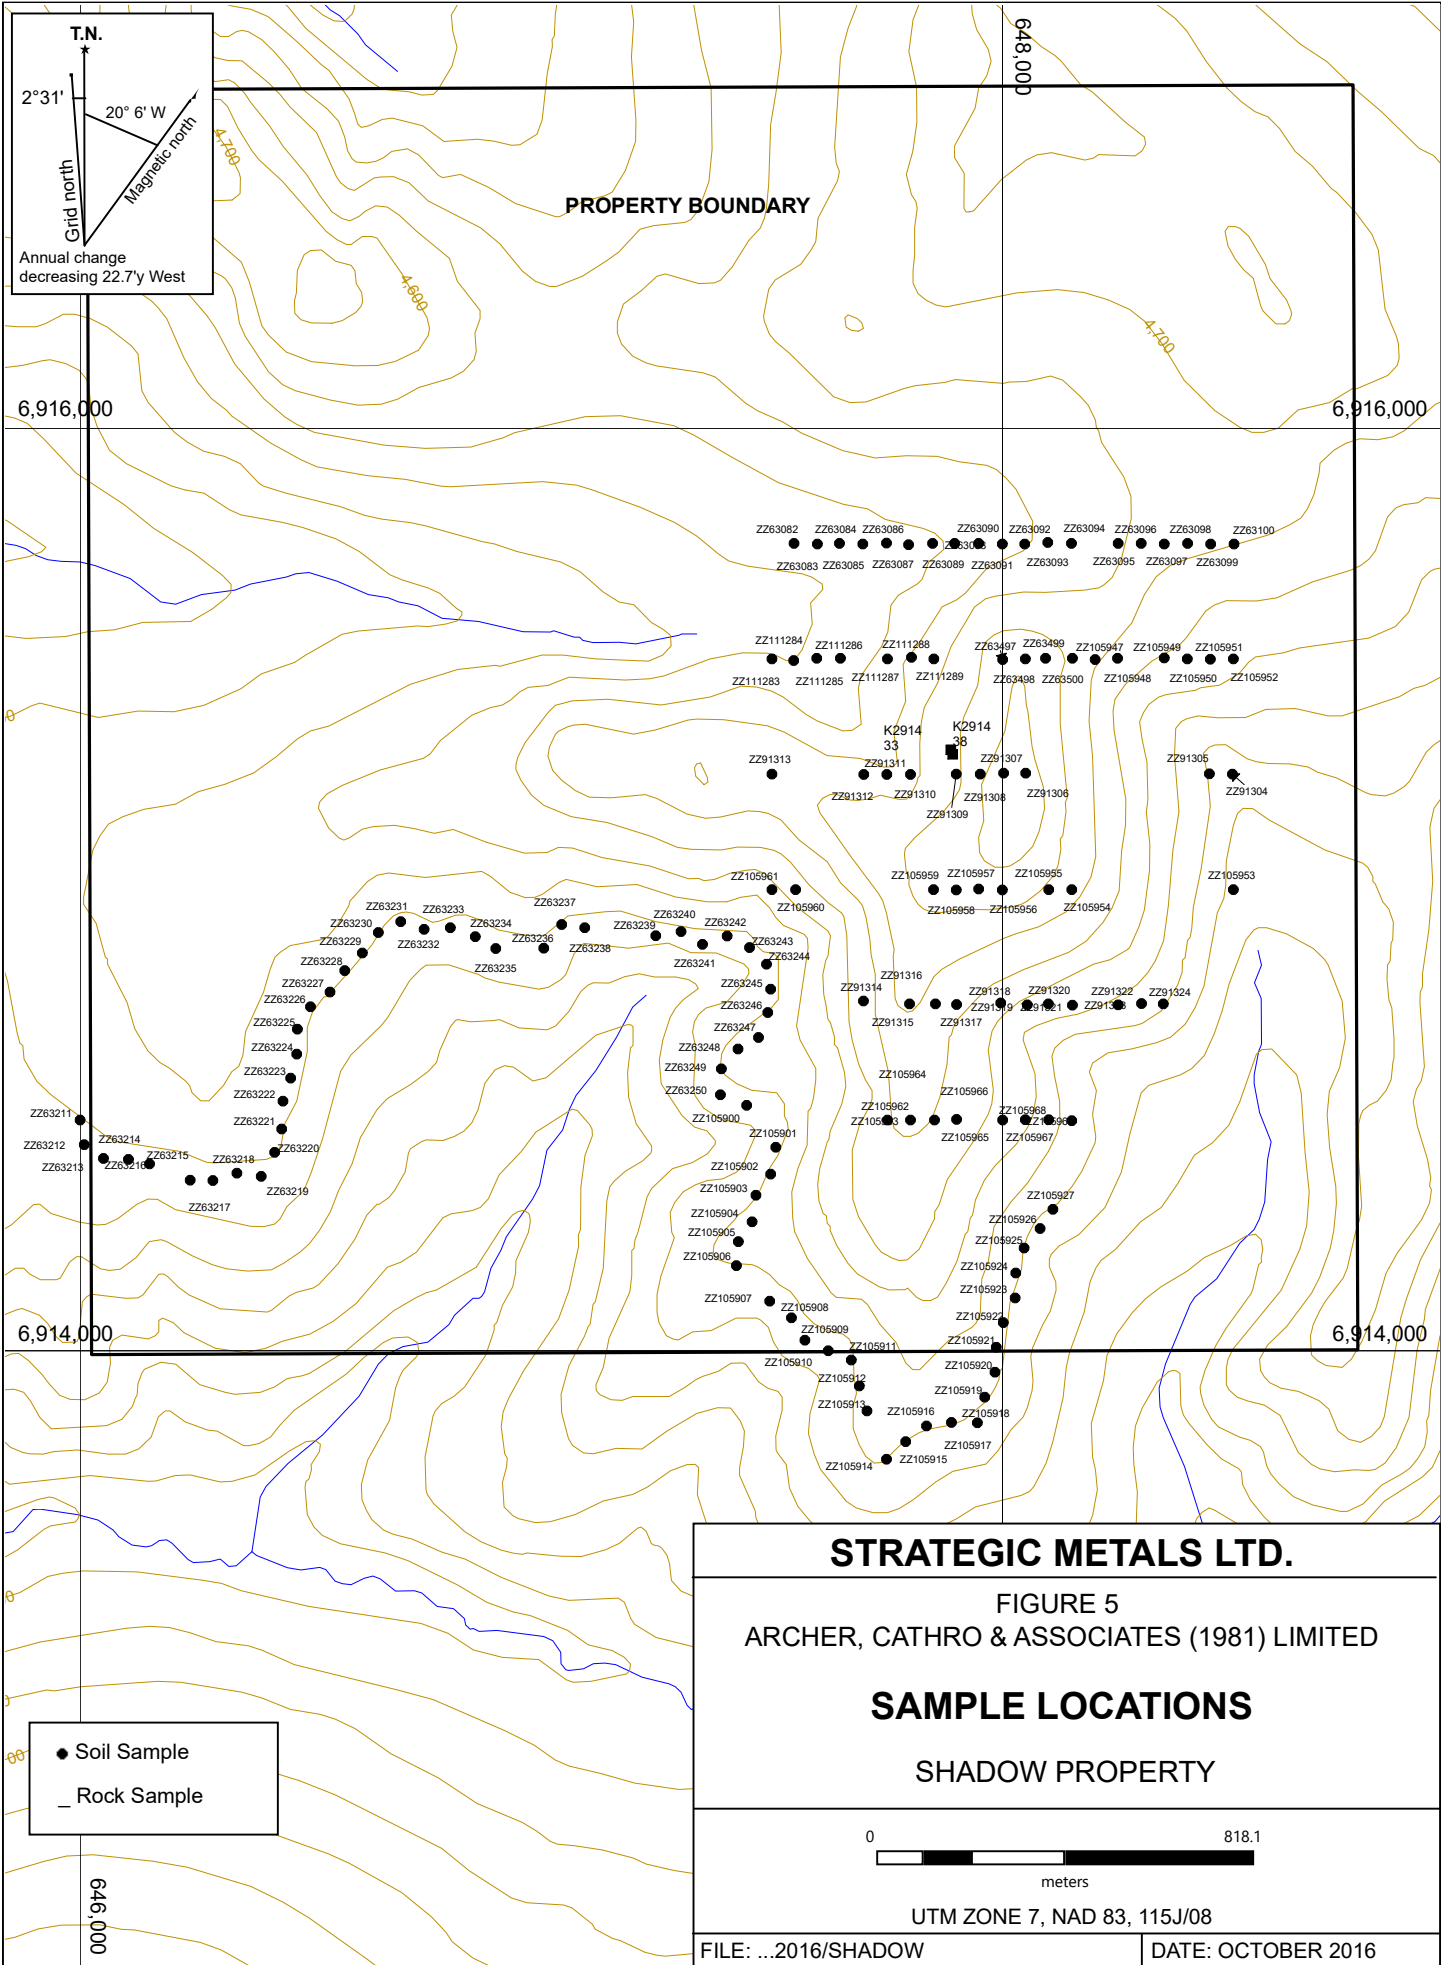 T.N.
2°31'
20° 6' W
Grid north
Magnetic north
Annual change
decreasing 22.7'y West
648,000
4,700
PROPERTY BOUNDARY
4,600
4,700
6,916,000
6,916,000
ZZ63082 ZZ63084 ZZ63086 ZZ63090 ZZ63092 ZZ63094 ZZ63096 ZZ63098 ZZ63100
ZZ63083 ZZ63085 ZZ63087 ZZ63089 ZZ63091 ZZ63093 ZZ63095 ZZ63097 ZZ63099
ZZ111284 ZZ111286 ZZ111288 ZZ63497 ZZ63499 ZZ105947 ZZ105949 ZZ105951
ZZ111283 ZZ111285 ZZ111287 ZZ111289 ZZ63498 ZZ63500 ZZ105948 ZZ105950 ZZ105952
0
K2914
33
K2914
38
ZZ91313 ZZ91311 ZZ91307 ZZ91305
ZZ91312 ZZ91310 ZZ91309 ZZ91308 ZZ91306 ZZ91304
ZZ105961 ZZ105959 ZZ105957 ZZ105955 ZZ105953
ZZ105960 ZZ105958 ZZ105956 ZZ105954
ZZ63231 ZZ63233 ZZ63237 ZZ63240 ZZ63242
ZZ63230 ZZ63234 ZZ63239
ZZ63229 ZZ63232 ZZ63236 ZZ63238 ZZ63241 ZZ63243
ZZ63228 ZZ63235 ZZ63244
ZZ63227 ZZ63245
ZZ63226 ZZ63246
ZZ63225 ZZ63247
ZZ63224 ZZ63248
ZZ63223 ZZ63249
ZZ63222 ZZ63250
ZZ91316
ZZ91314 ZZ91318 ZZ91320 ZZ91322 ZZ91324
ZZ91315 ZZ91317 ZZ91319 ZZ91321
ZZ105964
ZZ105962 ZZ105966 ZZ105968
ZZ105965 ZZ105967
ZZ63211 ZZ63221 ZZ105900
ZZ63212 ZZ63214 ZZ63220 ZZ105901
ZZ63213 ZZ63216 ZZ63215 ZZ63218 ZZ105902
ZZ63217 ZZ63219 ZZ105903
ZZ105904 ZZ105927
ZZ105905 ZZ105926
ZZ105906 ZZ105925
ZZ105924
ZZ105907 ZZ105923
ZZ105908 ZZ105922
ZZ105909
6,914,000
6,914,000
ZZ105911 ZZ105921
ZZ105910 ZZ105920
ZZ105912 ZZ105919
ZZ105913 ZZ105916 ZZ105918
ZZ105917
ZZ105914 ZZ105915
0
00
Soil Sample
_ Rock Sample
646,000
STRATEGIC METALS LTD.
FIGURE 5
ARCHER, CATHRO & ASSOCIATES (1981) LIMITED
SAMPLE LOCATIONS
SHADOW PROPERTY
0 818.1
meters
UTM ZONE 7, NAD 83, 115J/08
FILE: ...2016/SHADOW
DATE: OCTOBER 2016